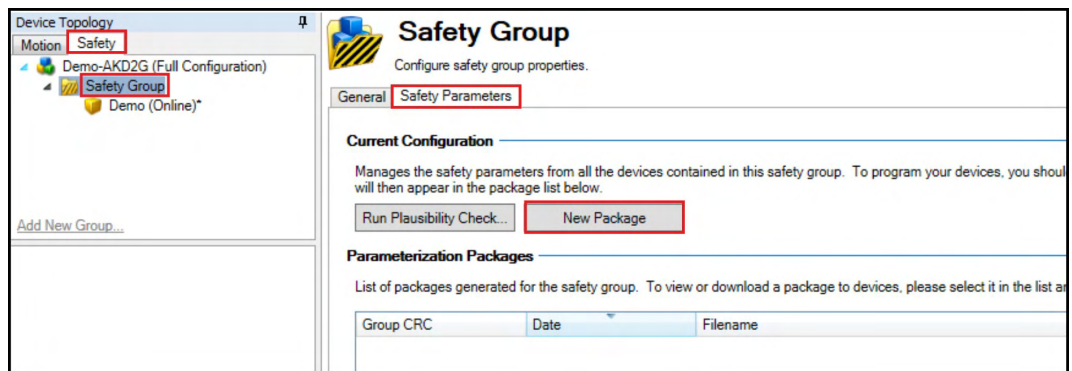 Device Topology
Motion
Safety
Demo-AKD2G (Full Configuration)
Safety Group
Demo (Online)*
Add New Group...
Safety Group
Configure safety group properties.
General
Safety Parameters
Current Configuration
Manages the safety parameters from all the devices contained in this safety group. To program your devices, you shoul
will then appear in the package list below.
Run Plausibility Check...
New Package
Parameterization Packages
List of packages generated for the safety group. To view or download a package to devices, please select it in the list ar
Group CRC
Date
Filename